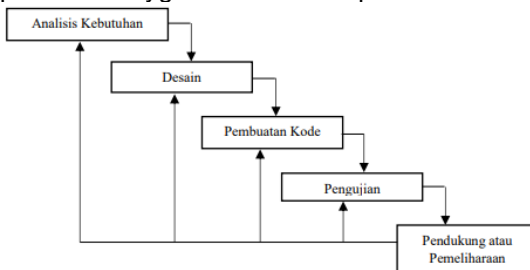 Analisis Kebutuhan
Desain
Pembuatan Kode
Pengujian
Pendukung atau
Pemeliharaan